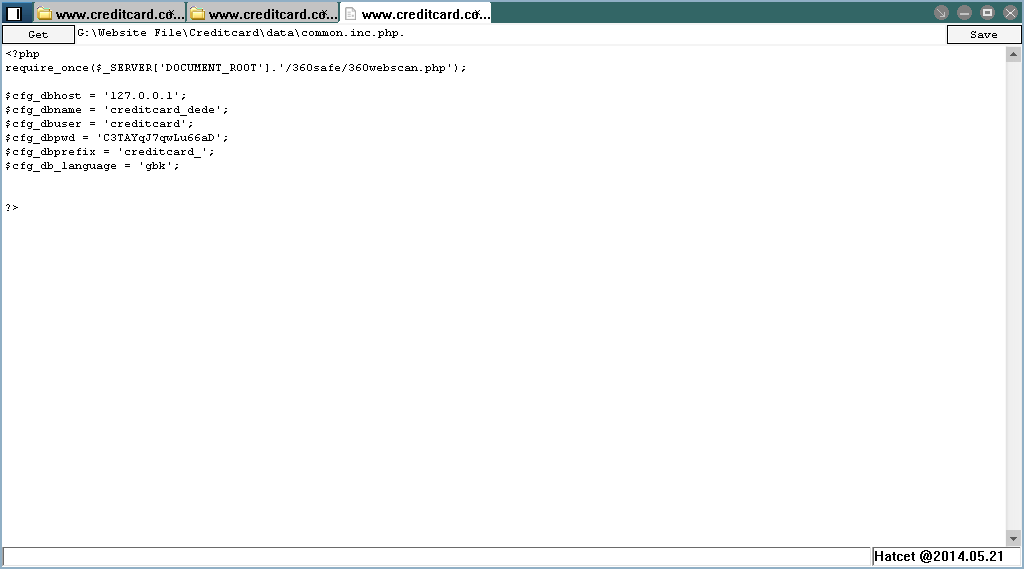 www.creditcard.co...
www.creditcard.co...
www.creditcard.co...
Get
G:\Website File\Creditcard\data\common.inc.php.
Save
<?php
require_once($_SERVER['DOCUMENT_ROOT'].'/360safe/360webscan.php');
$cfg_dbhost = '127.0.0.1';
$cfg_dbname = 'creditcard_dede';
$cfg_dbuser = 'creditcard';
$cfg_dbpwd = 'C3TAYqJ7qwLu66aD';
$cfg_dbprefix = 'creditcard_';
$cfg_db_language = 'gbk';
?>
Hatcet @2014.05.21